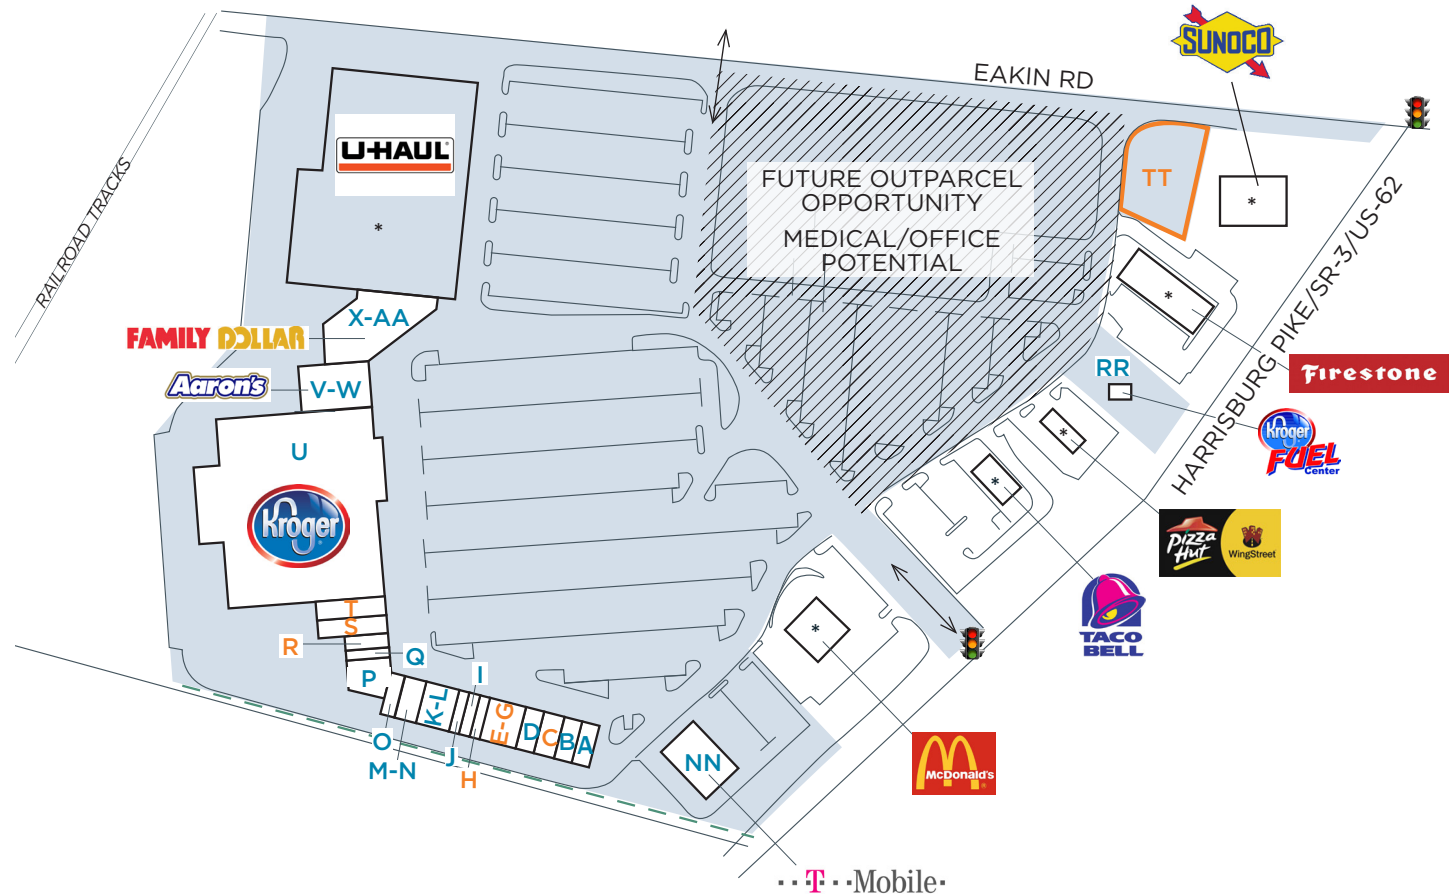 SUNOCO
EAKIN RD
U-HAUL
*
RAILROAD TRACKS
FUTURE OUTPARCEL
OPPORTUNITY
MEDICAL/OFFICE
POTENTIAL
TT
*
HARRISBURG PIKE/SR-3/US-62
*
X-AA
FAMILY DOLLAR
Aaron's
V-W
RR
Firestone
Kroger
FUEL
Center
U
Kroger
*
*
Pizza
Hut
WingStreet
TACO
BELL
T
S
R
Q
P
I
*
O
M-N
K-L
J
H
E-G
D
C
B
A
NN
McDonald's
T-Mobile